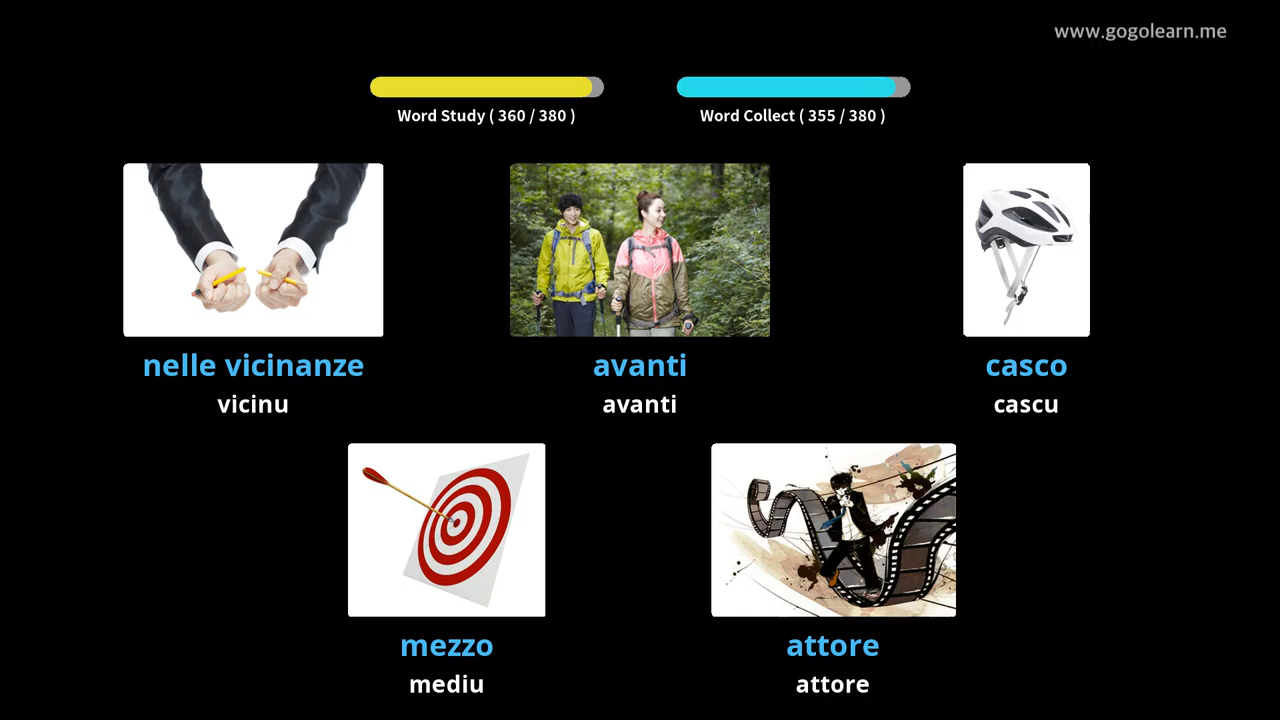 www.gogolearn.me
Word Study ( 360 / 380 )
Word Collect ( 355 / 380 )
nelle vicinanze
vicinu
avanti
avanti
casco
cascu
mezzo
mediu
attore
attore